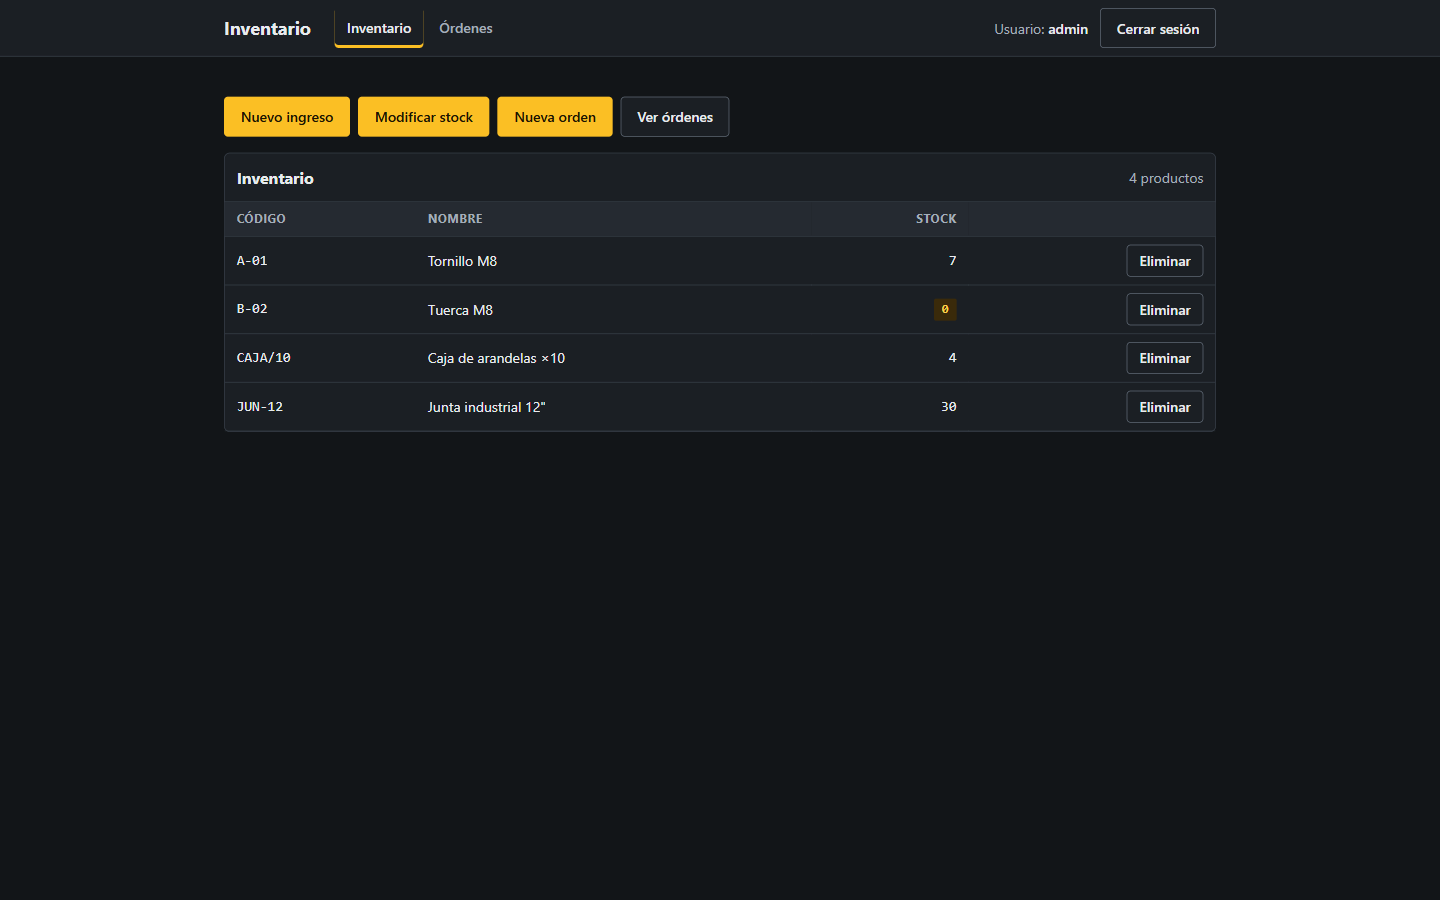 Inventario Inventario Órdenes Usuario: admin Cerrar sesión
Nuevo ingreso Modificar stock Nueva orden Ver órdenes
Inventario 4 productos
CÓDIGO NOMBRE STOCK
A-01 Tornillo M8 7 Eliminar
B-02 Tuerca M8 0 Eliminar
CAJA/10 Caja de arandelas ×10 4 Eliminar
JUN-12 Junta industrial 12" 30 Eliminar